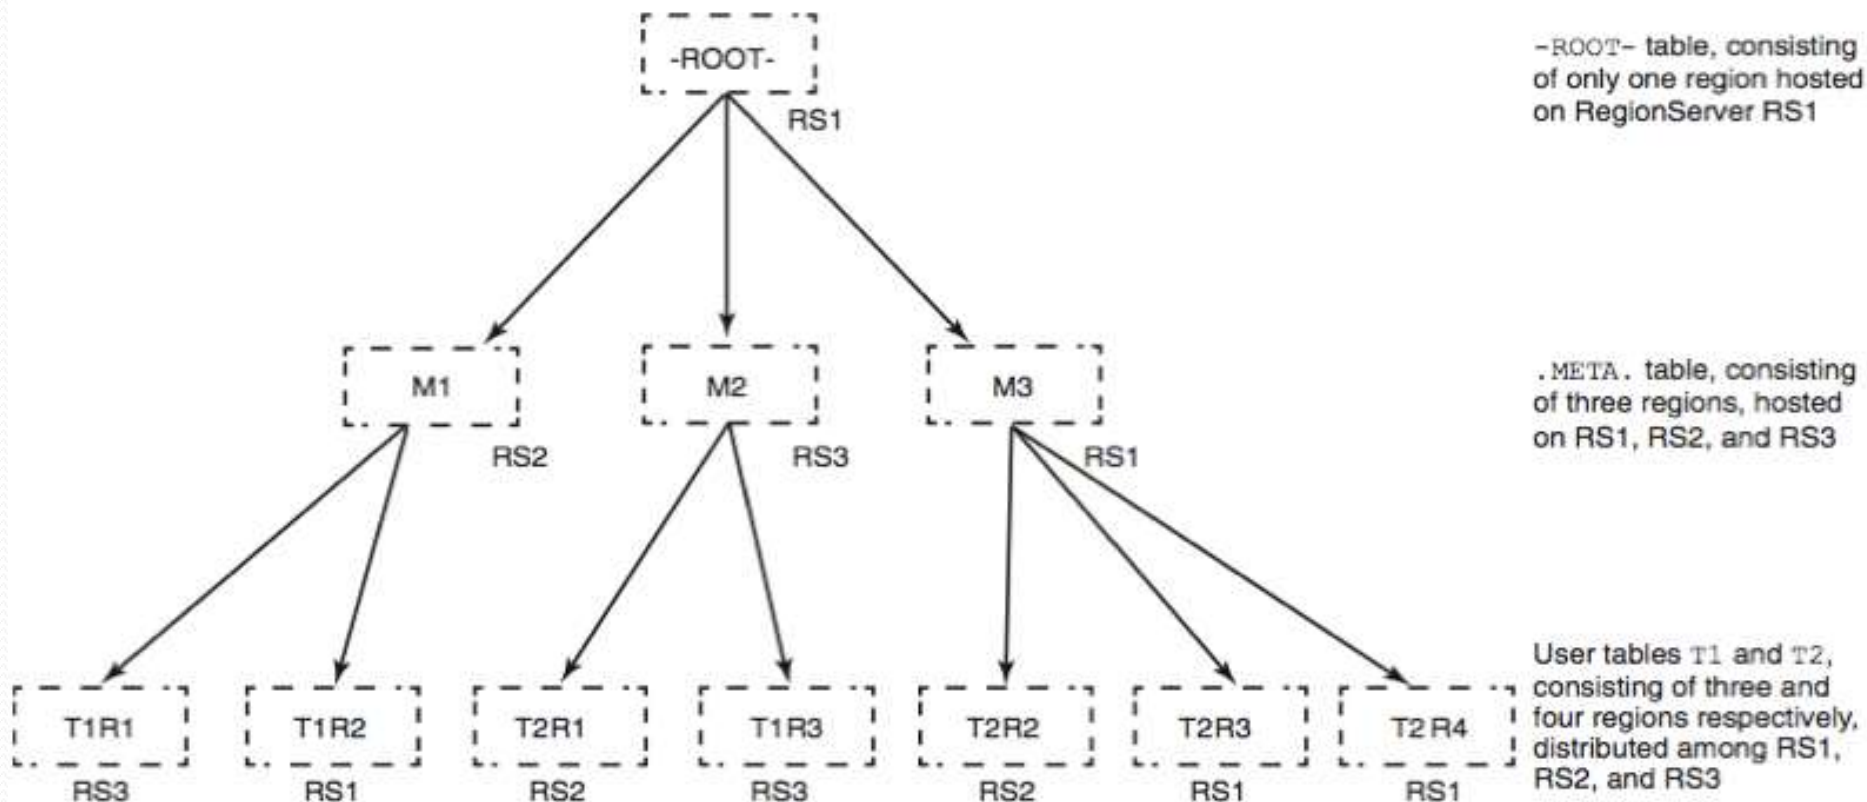 -ROOT-
RS1
-ROOT- table, consisting
of only one region hosted
on RegionServer RS1
M1
RS2
M2
RS3
M3
RS1
.META. table, consisting
of three regions, hosted
on RS1, RS2, and RS3
T1R1
RS3
T1R2
RS1
T2R1
RS2
T1R3
RS3
T2R2
RS2
T2R3
RS1
T2R4
RS1
User tables T1 and T2,
consisting of three and
four regions respectively,
distributed among RS1,
RS2, and RS3